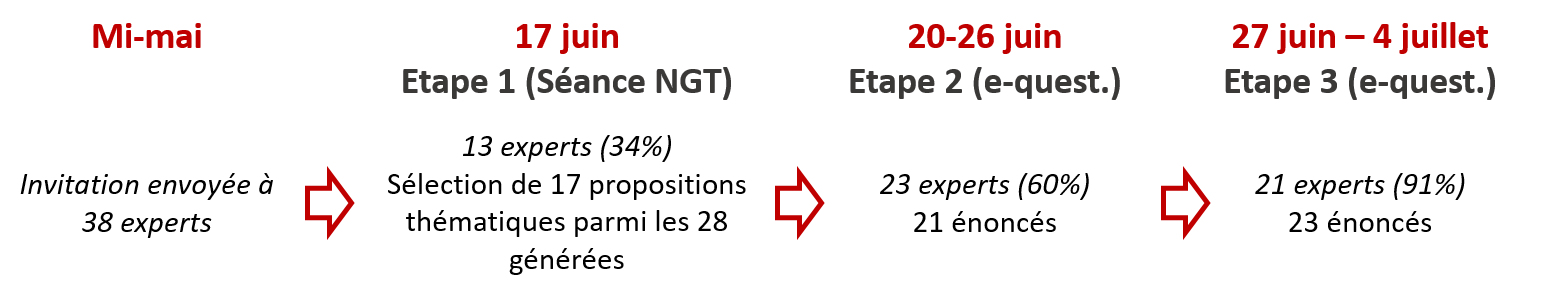 Mi-mai
Invitation envoyée à
38 experts
17 juin
Etape 1 (Séance NGT)
13 experts (34%)
Sélection de 17 propositions
thématiques parmi les 28
générées
20-26 juin
Etape 2 (e-quest.)
23 experts (60%)
21 énoncés
27 juin – 4 juillet
Etape 3 (e-quest.)
21 experts (91%)
23 énoncés